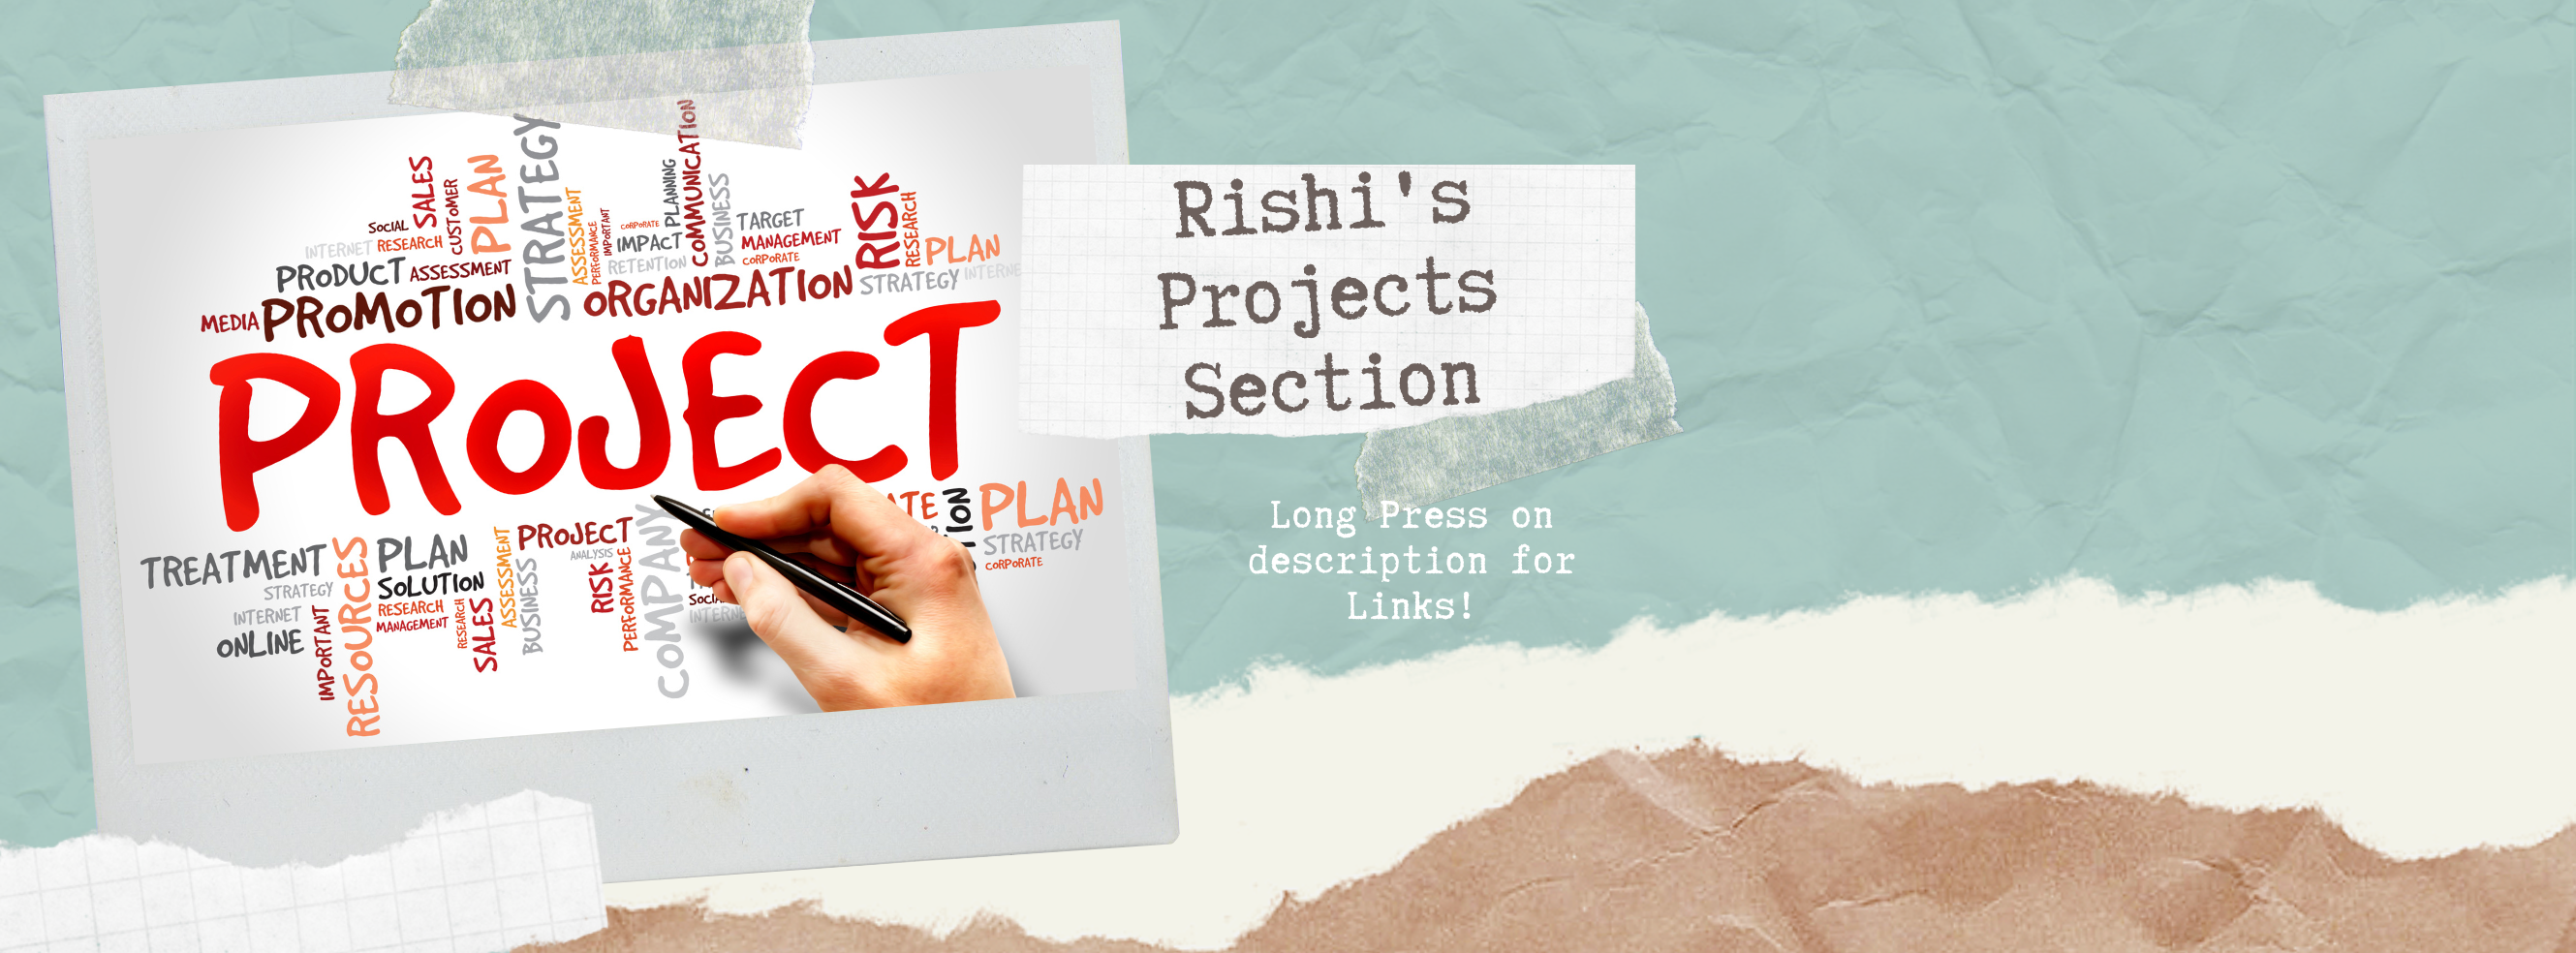 SOCIAL
SALES
CUSTOMER
PLAN
STRATEGY
INTERNET
RESEARCH
PRODUCT
ASSESSMENT
MEDIA
PROMOTION
ASSESSMENT
PERFORMANCE
IMPORTANT
CORPORATE
IMPACT
RETENTION
PLANNING
COMMUNICATION
BUSINESS
TARGET
MANAGEMENT
CORPORATE
ORGANIZATION
RISK
RESEARCH
PLAN
STRATEGY
PROJECT
TREATMENT
STRATEGY
INTERNET
ONLINE
IMPORTANT
RESOURCES
PLAN
SOLUTION
RESEARCH
MANAGEMENT
RESEARCH
SALES
ASSESSMENT
BUSINESS
PROJECT
ANALYSIS
RISK
PERFORMANCE
COMPANY
PLAN
STRATEGY
CORPORATE
Rishi's
Projects
Section
Long Press on
description for
Links!